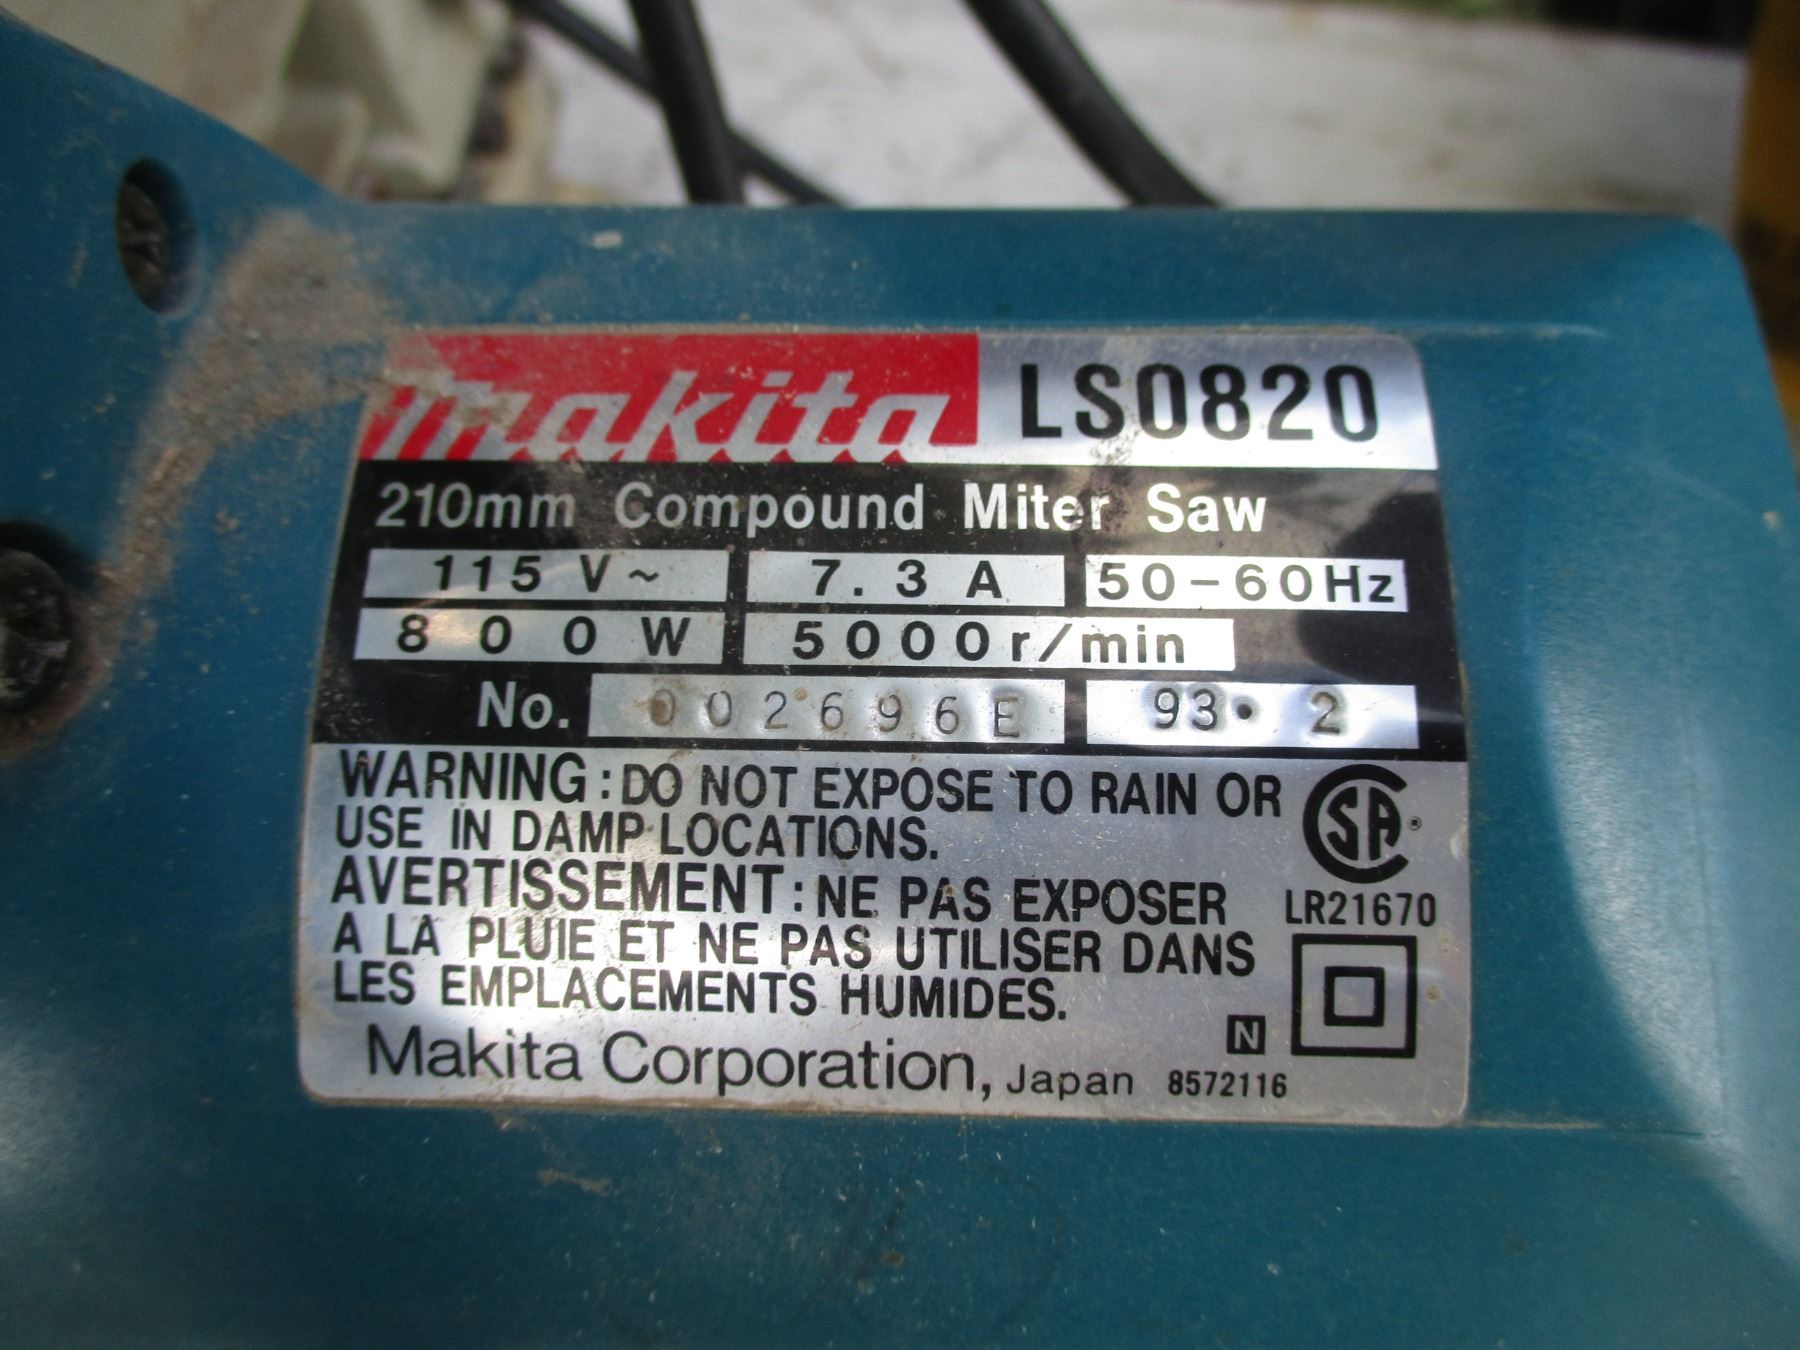 makita LS0820
210mm Compound Miter Saw
115 V~ 7.3 A 50-60Hz
800 W 5000r/min
No. 002696E 93・2
WARNING: DO NOT EXPOSE TO RAIN OR
USE IN DAMP LOCATIONS.
AVERTISSEMENT: NE PAS EXPOSER
A LA PLUIE ET NE PAS UTILISER DANS
LES EMPLACEMENTS HUMIDES.
CSA
LR21670
N
Makita Corporation, Japan 8572116